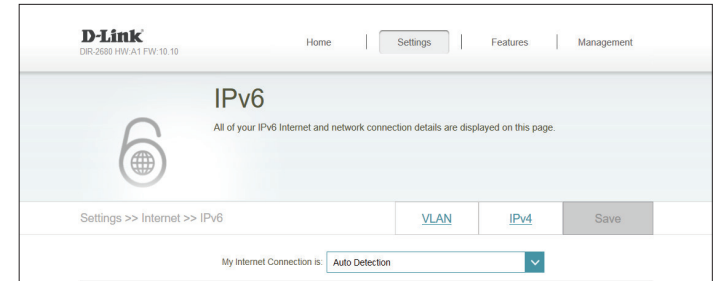 D-Link
DIR-2680 HW:A1 FW:10.10
Home
Settings
Features
Management
IPv6
All of your IPv6 Internet and network connection details are displayed on this page.
Settings >> Internet >> IPv6
VLAN
IPv4
Save
My Internet Connection is: Auto Detection